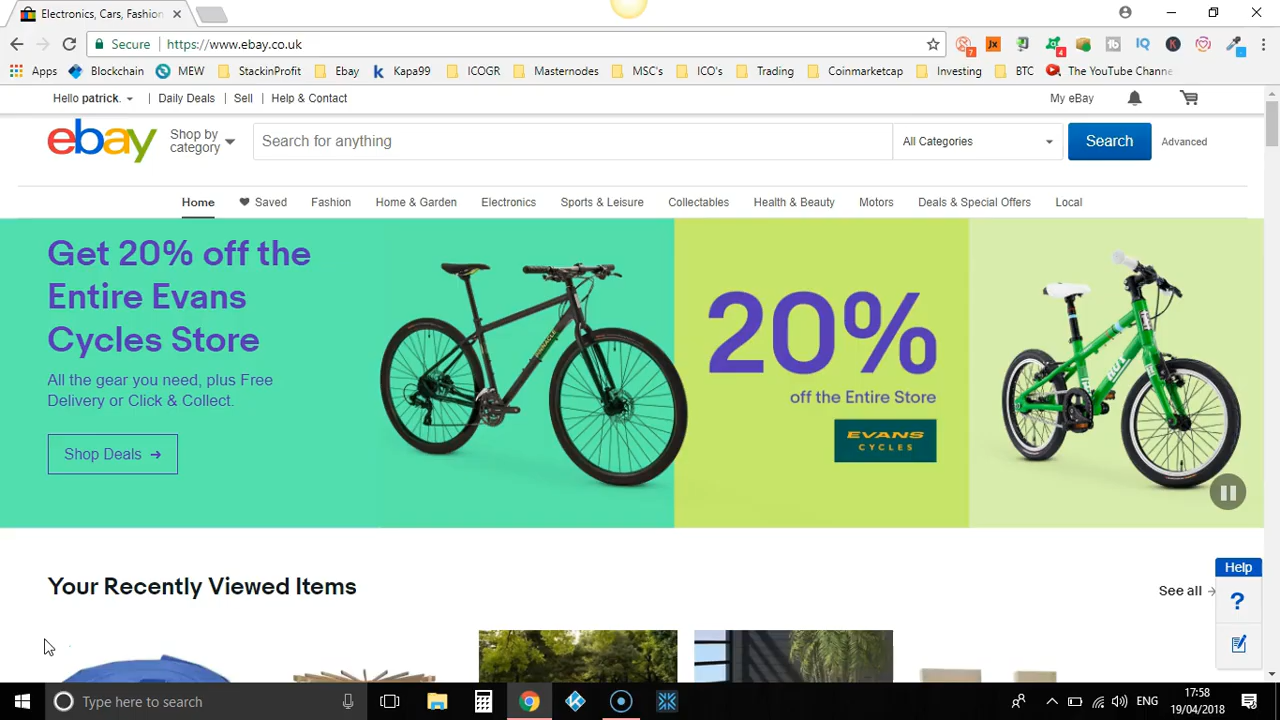 Electronics, Cars, Fashion
Secure https://www.ebay.co.uk
Apps Blockchain MEW StackinProfit Ebay Kapa99 ICOGR Masternodes MSC's ICO's Trading Coinmarketcap Investing BTC The YouTube Channe
Hello patrick. Daily Deals Sell Help & Contact My eBay
ebay Shop by category Search for anything All Categories Search Advanced
Home Saved Fashion Home & Garden Electronics Sports & Leisure Collectables Health & Beauty Motors Deals & Special Offers Local
Get 20% off the
Entire Evans
Cycles Store
All the gear you need, plus Free
Delivery or Click & Collect.
Shop Deals
20%
off the Entire Store
EVANS
CYCLES
Your Recently Viewed Items
See all
Help
?
Type here to search
ENG
17:58
19/04/2018